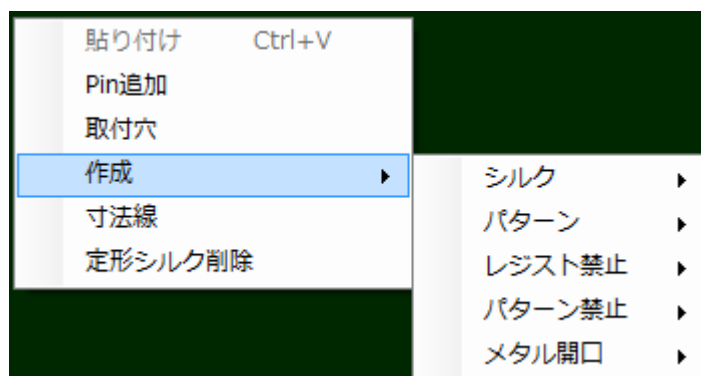 貼り付け Ctrl+V
Pin追加
取付穴
作成
寸法線
定形シルク削除
シルク
パターン
レジスト禁止
パターン禁止
メタル開口